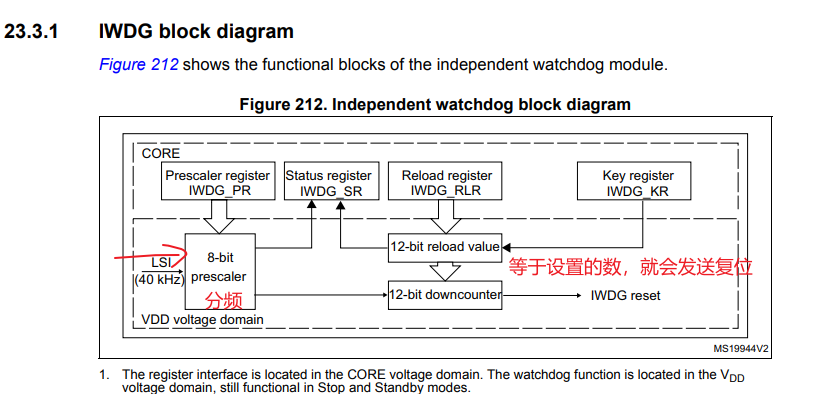 23.3.1 IWDG block diagram
Figure 212 shows the functional blocks of the independent watchdog module.
Figure 212. Independent watchdog block diagram
CORE
Prescaler register
IWDG_PR
Status register
IWDG_SR
Reload register
IWDG_RLR
Key register
IWDG_KR
8-bit
prescaler
分频
LSI
(40 kHz)
12-bit reload value
等于设置的数，就会发送复位
12-bit downcounter
IWDG reset
VDD voltage domain
MS19944V2
1. The register interface is located in the CORE voltage domain. The watchdog function is located in the VDD
voltage domain, still functional in Stop and Standby modes.